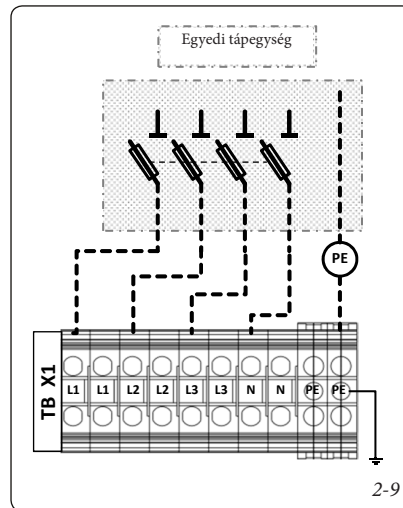 Egyedi tápegység
PE
TB X1
L1 L1 L2 L2 L3 L3 N N PE PE
2-9